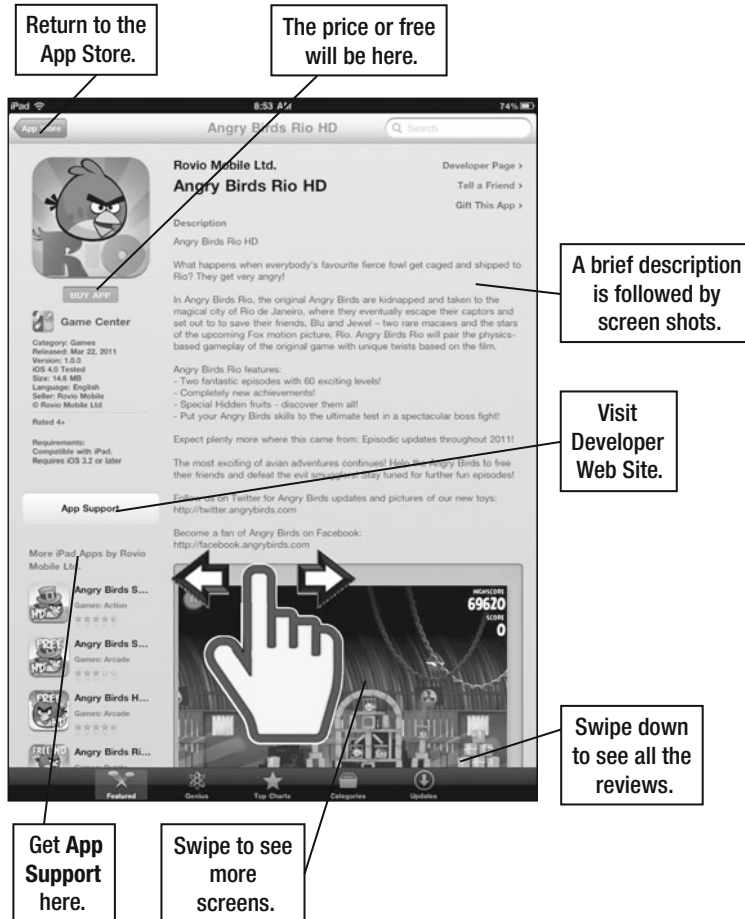 Return to the
App Store.
The price or free
will be here.
iPad
8:53 AM
74%
App Store
Angry Birds Rio HD
Search
RIO
BUY APP
Game Center
Category: Games
Released: Mar 22, 2011
Version: 1.0.0
iOS 4.0 Tested
Size: 14.6 MB
Language: English
Seller: Rovio Mobile
© Rovio Mobile Ltd
Rated 4+
Requirements:
Compatible with iPad.
Requires iOS 3.2 or later
App Support
More iPad Apps by Rovio
Mobile Ltd.
Angry Birds S...
Games: Action
HD
Angry Birds S...
Games: Arcade
FREE
Angry Birds H...
Games: Arcade
FREE
Angry Birds Ri...
FREE HD
Rovio Mobile Ltd.
Angry Birds Rio HD
Developer Page >
Tell a Friend >
Gift This App >
Description
Angry Birds Rio HD
What happens when everybody's favourite fierce fowl get caged and shipped to
Rio? They get very angry!
In Angry Birds Rio, the original Angry Birds are kidnapped and taken to the
magical city of Rio de Janeiro, where they eventually escape their captors and
set out to to save their friends, Blu and Jewel – two rare macaws and the stars
of the upcoming Fox motion picture, Rio. Angry Birds Rio will pair the physics-
based gameplay of the original game with unique twists based on the film.
Angry Birds Rio features:
- Two fantastic episodes with 60 exciting levels!
- Completely new achievements!
- Special Hidden fruits - discover them all!
- Put your Angry Birds skills to the ultimate test in a spectacular boss fight!
Expect plenty more where this came from: Episodic updates throughout 2011!
The most exciting of avian adventures continues! Help the Angry Birds to free
their friends and defeat the evil smugglers! Stay tuned for further fun episodes!
Follow us on Twitter for Angry Birds updates and pictures of our new toys:
http://twitter.angrybirds.com
Become a fan of Angry Birds on Facebook:
http://facebook.angrybirds.com
HIGHSCORE
69620
SCORE
0
Featured
Genius
Top Charts
Categories
Updates
A brief description
is followed by
screen shots.
Visit
Developer
Web Site.
Swipe down
to see all the
reviews.
Get App
Support
here.
Swipe to see
more
screens.